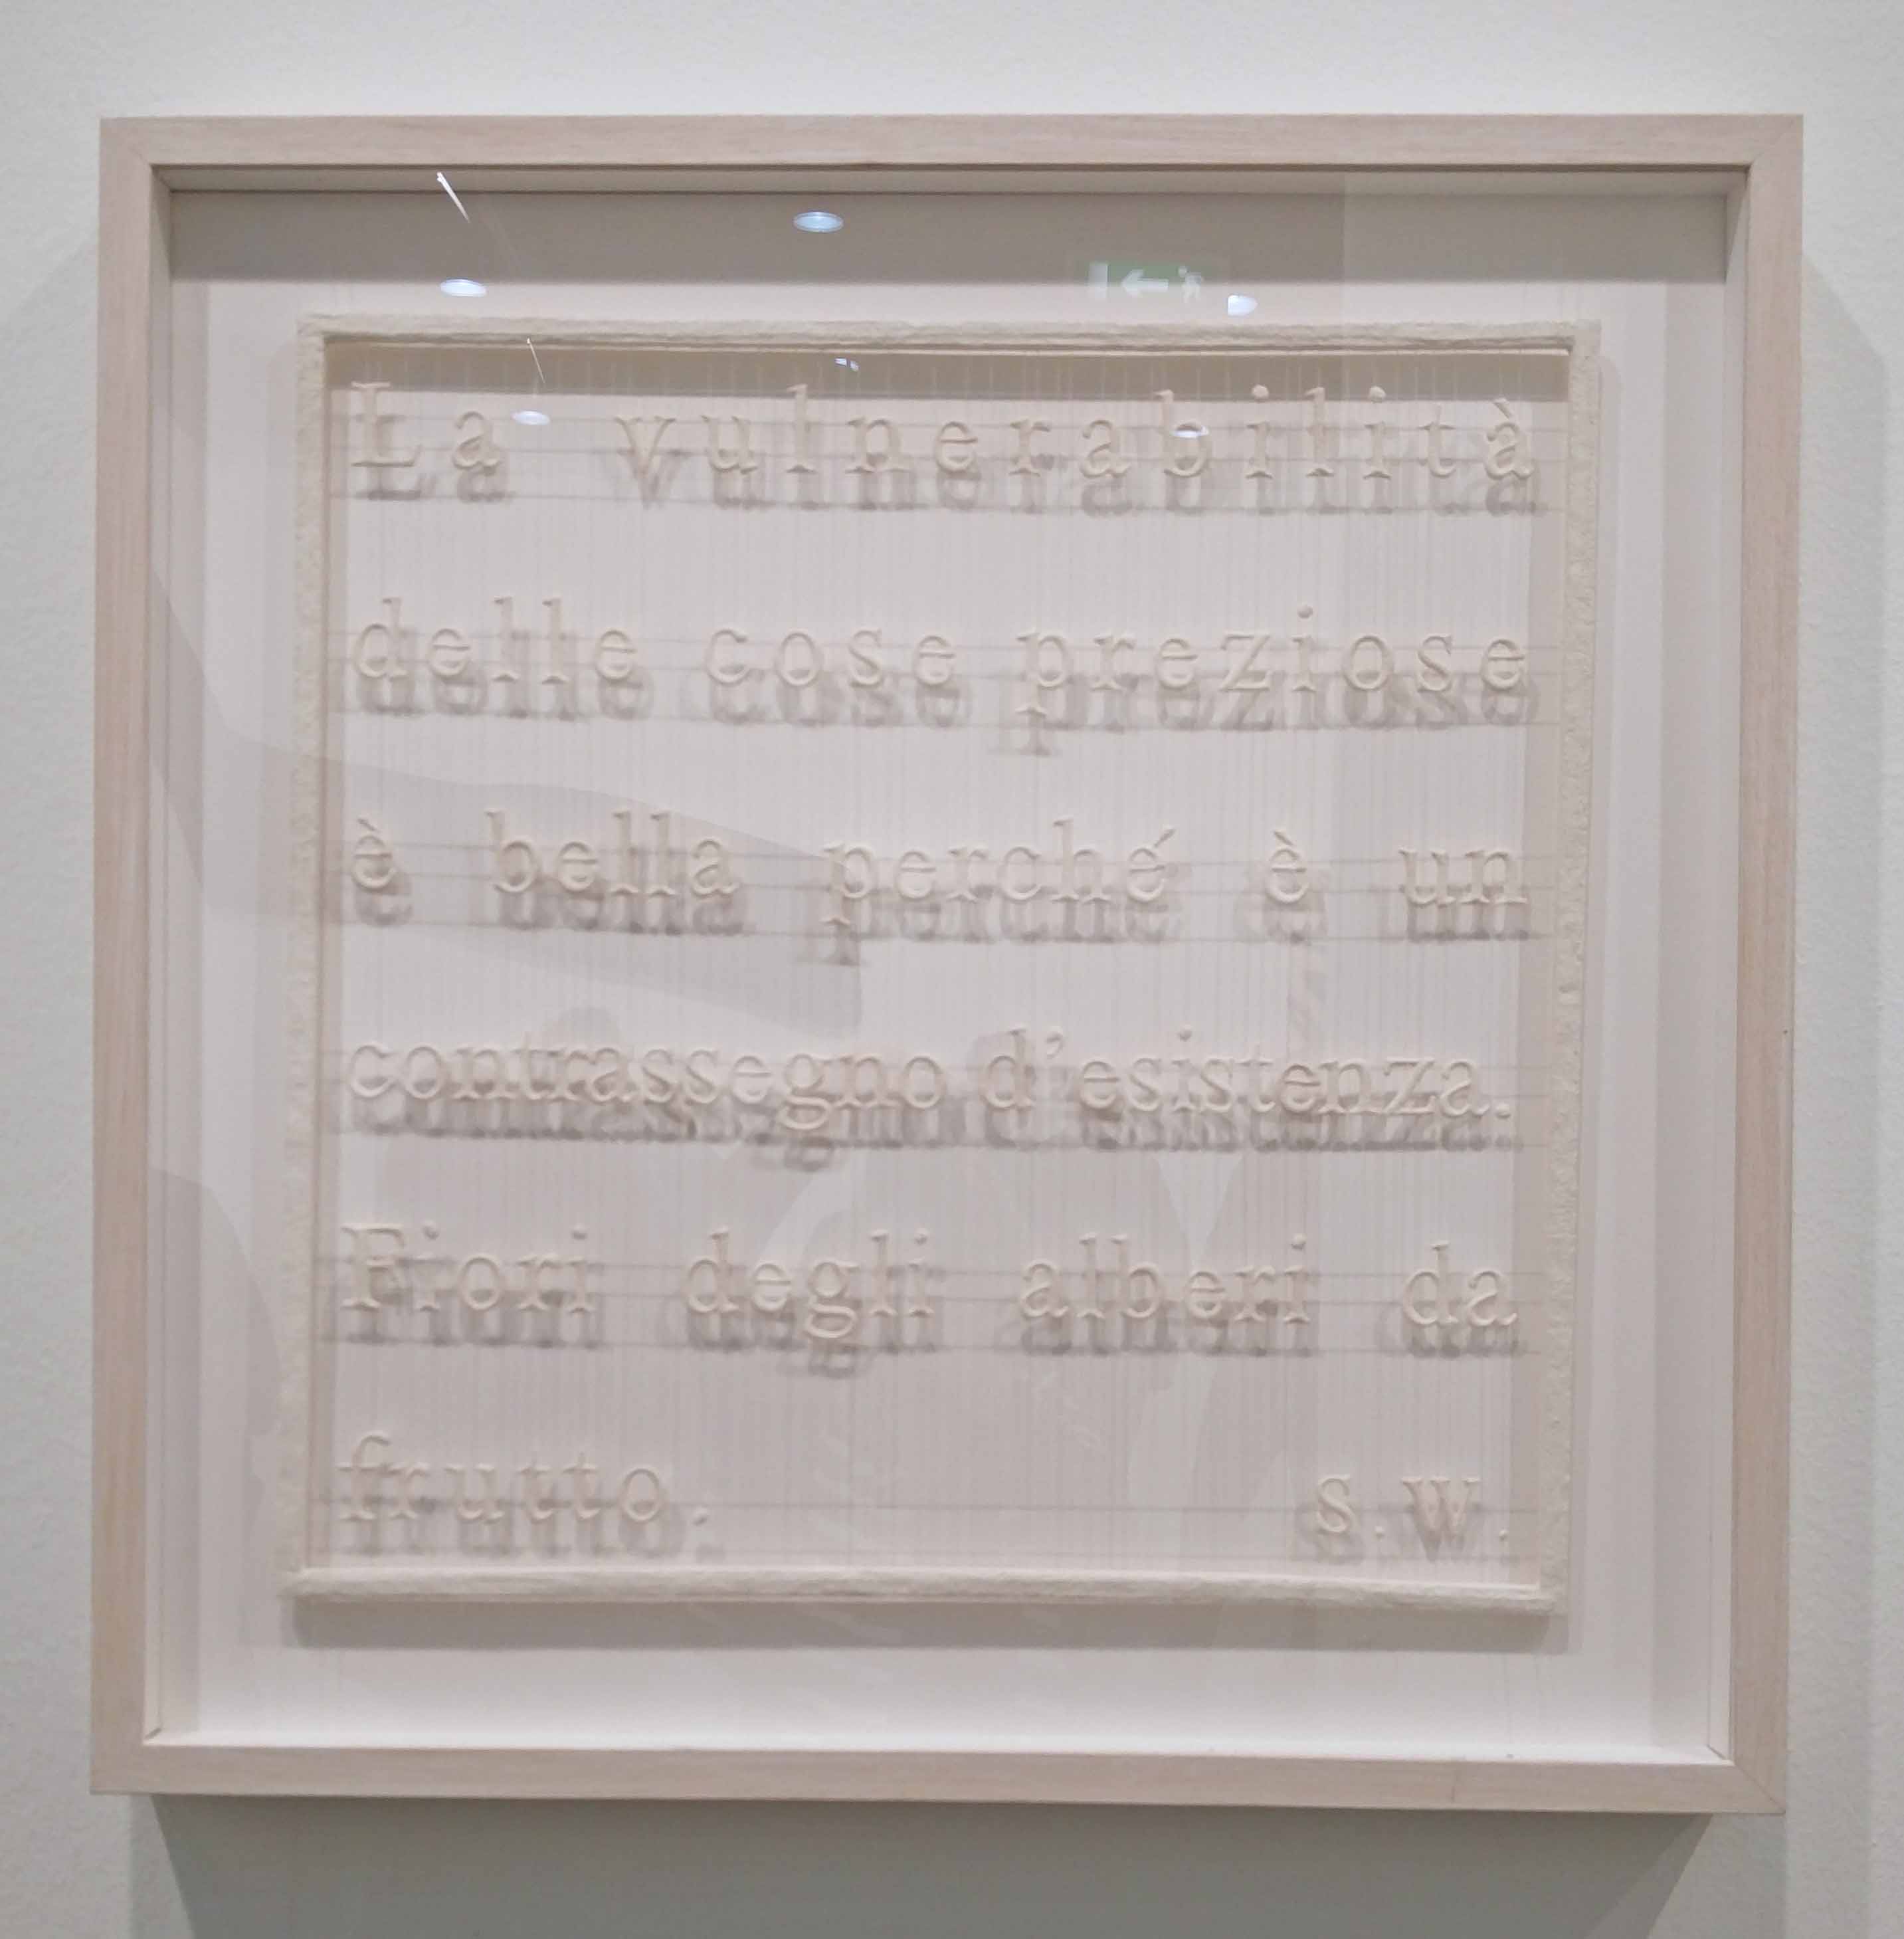 La vulnerabilità
delle cose preziose
è bella perché è un
contrassegno d'esistenza.
Fiori degli alberi da
frutto. s.w.